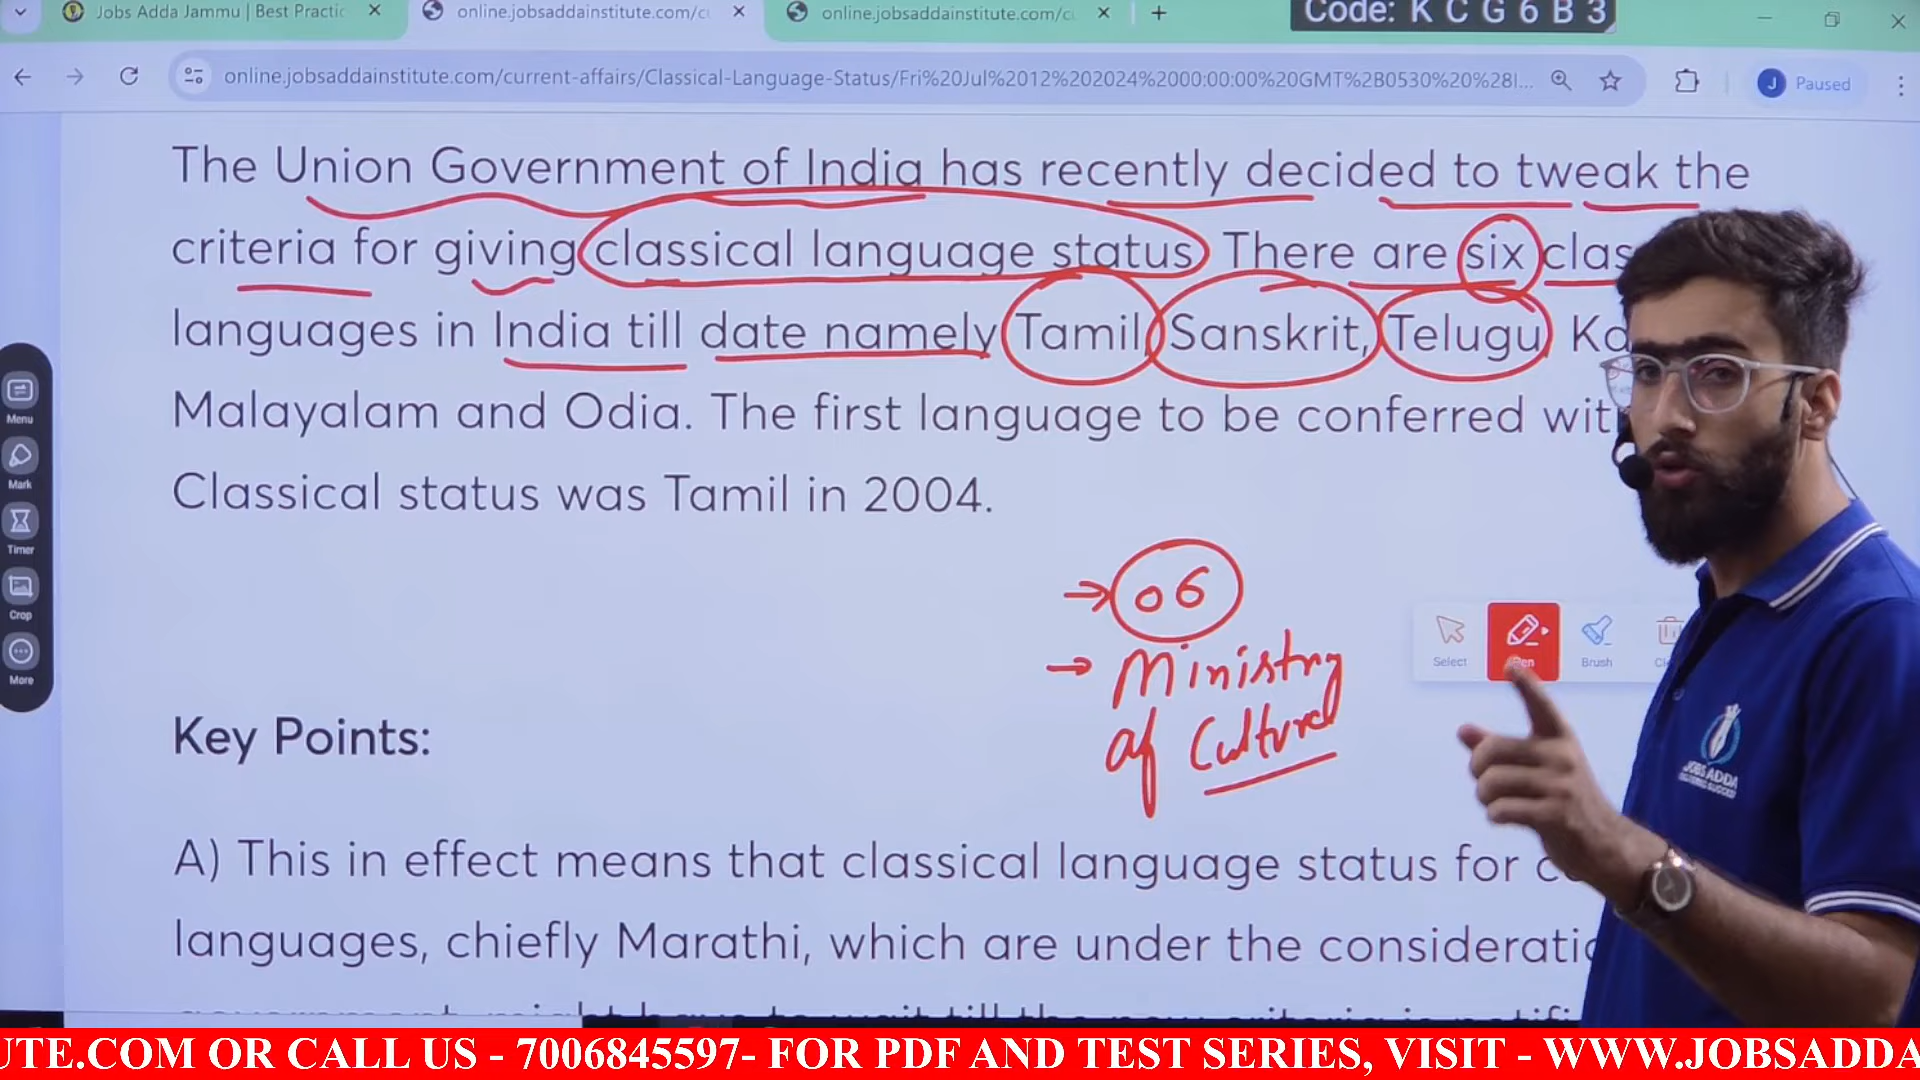 Jobs Adda Jammu | Best Practic
online.jobsaddainstitute.com/c
online.jobsaddainstitute.com/c
Code: K C G 6 B 3
online.jobsaddainstitute.com/current-affairs/Classical-Language-Status/Fri%20Jul%2012%202024%2000:00:00%20GMT%2B0530%20%28I...
J Paused
The Union Government of India has recently decided to tweak the
criteria for giving classical language status There are six clas
languages in India till date namely Tamil, Sanskrit, Telugu, Ka
Malayalam and Odia. The first language to be conferred wit
Classical status was Tamil in 2004.
→ 06
→ Ministry
of Cultural
Menu
Mark
Timer
Crop
More
Select
Pen
Brush
Key Points:
JOBS ADDA
A) This in effect means that classical language status for
languages, chiefly Marathi, which are under the consideratio
UTE.COM OR CALL US - 7006845597- FOR PDF AND TEST SERIES, VISIT - WWW.JOBSADDA